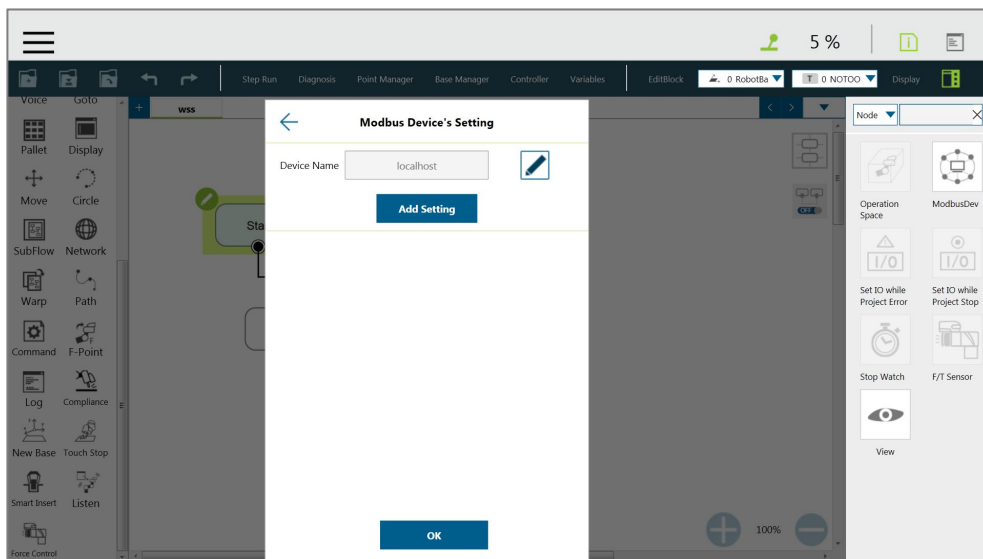 5 %
Step Run Diagnosis Point Manager Base Manager Controller Variables EditBlock 0 RobotBa T 0 NOTOO Display
Voice Goto
+ wss
Pallet Display
Move Circle
SubFlow Network
Warp Path
Command F-Point
Log Compliance
New Base Touch Stop
Smart Insert Listen
Force Control
Modbus Device's Setting
Device Name localhost
Add Setting
Sta
OK
OFF
100%
Node
Operation Space
ModbusDev
I/O
Set IO while Project Error
I/O
Set IO while Project Stop
Stop Watch
F/T Sensor
View